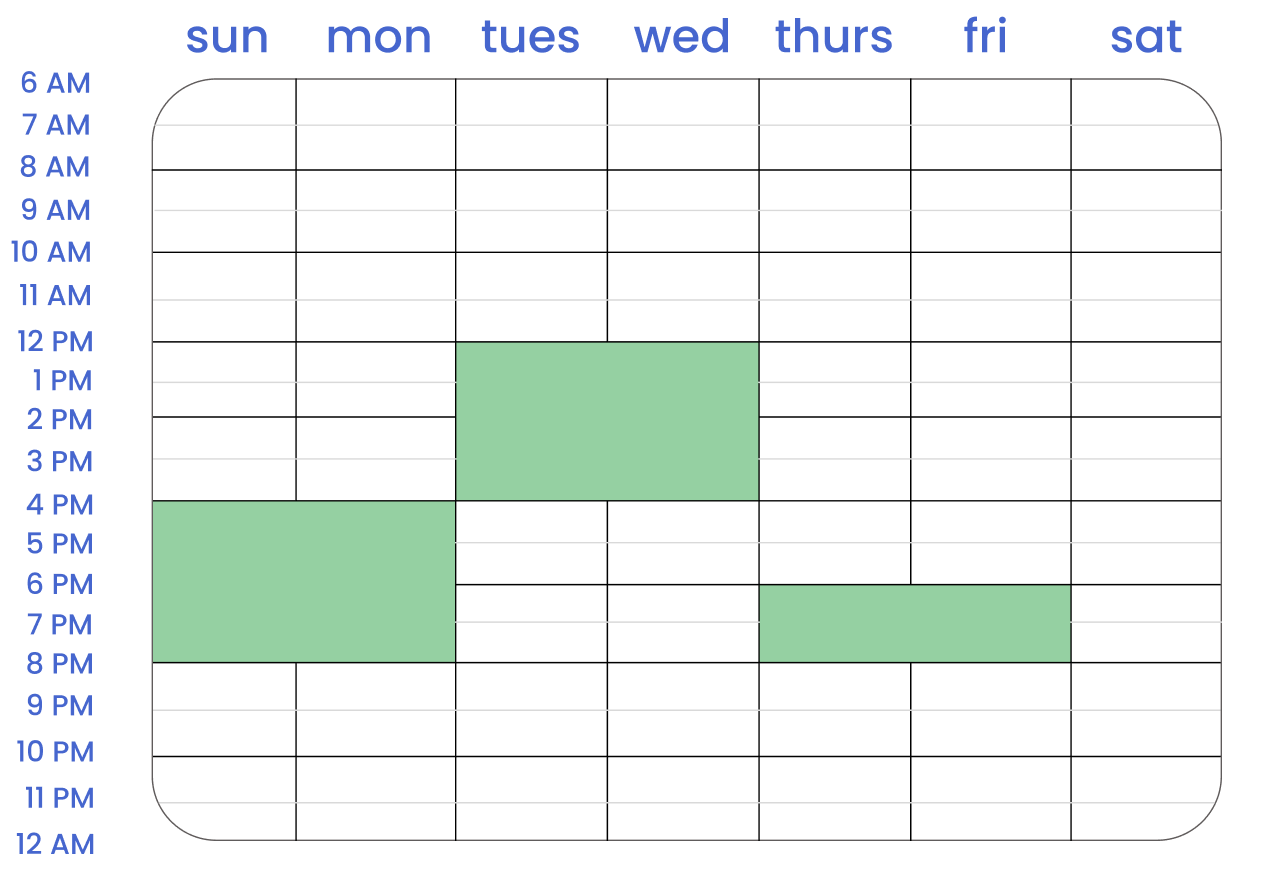 sun mon tues wed thurs fri sat
6 AM
7 AM
8 AM
9 AM
10 AM
11 AM
12 PM
1 PM
2 PM
3 PM
4 PM
5 PM
6 PM
7 PM
8 PM
9 PM
10 PM
11 PM
12 AM